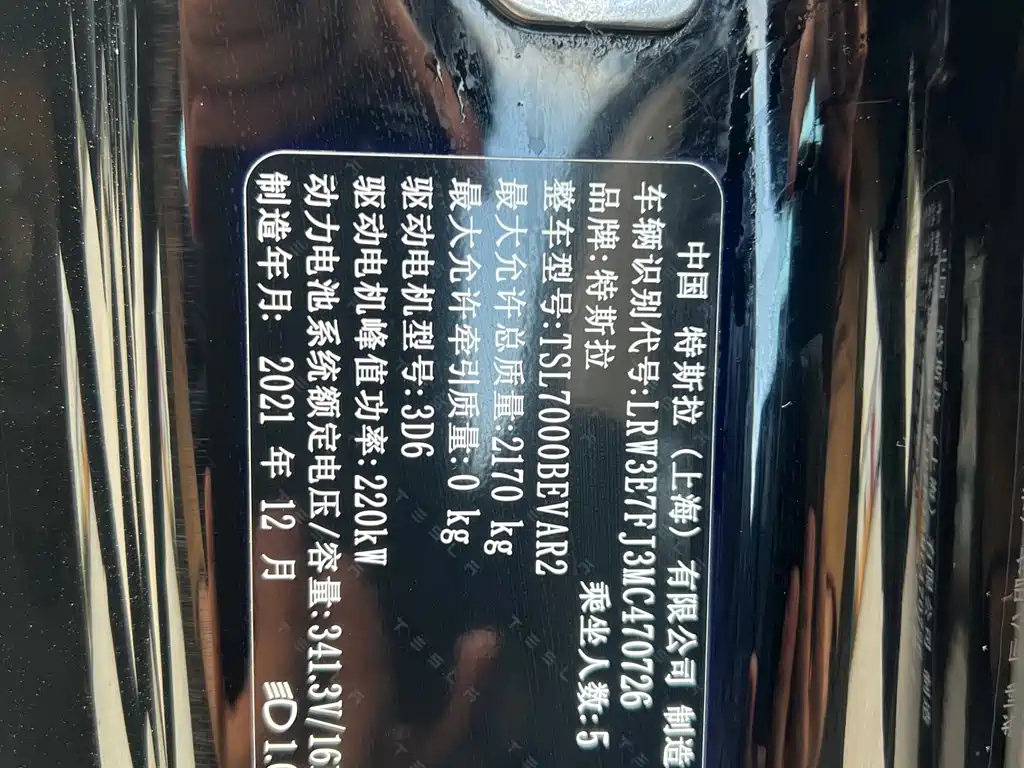 中国 特斯拉 (上海) 有限公司 制造
车辆识别代号:LRW3E7FJ3MC470726
品牌:特斯拉 乘坐人数:5
整车型号:TSL7000BEVAR2
最大允许总质量:2170 kg
最大允许牵引质量:0 kg
驱动电机型号:3D6
驱动电机峰值功率:220kW
动力电池系统额定电压/容量:341.3V/16
制造年月: 2021 年 12 月 1.
TESLA